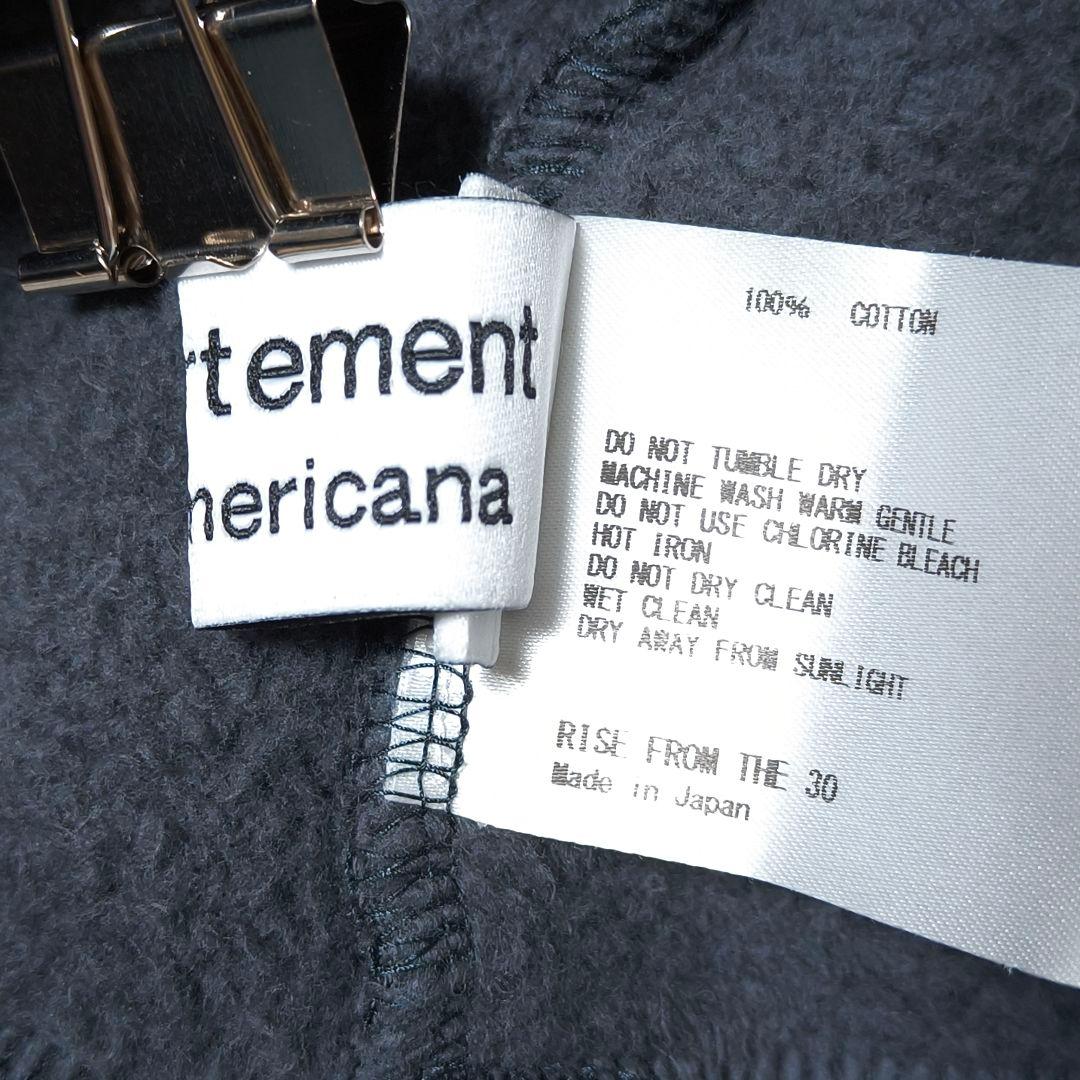 rtement
mericana
100% COTTON
DO NOT TUMBLE DRY
MACHINE WASH WARM GENTLE
DO NOT USE CHLORINE BLEACH
HOT IRON
DO NOT DRY CLEAN
WET CLEAN
DRY AWAY FROM SUNLIGHT
RISE FROM THE 30
Made in Japan